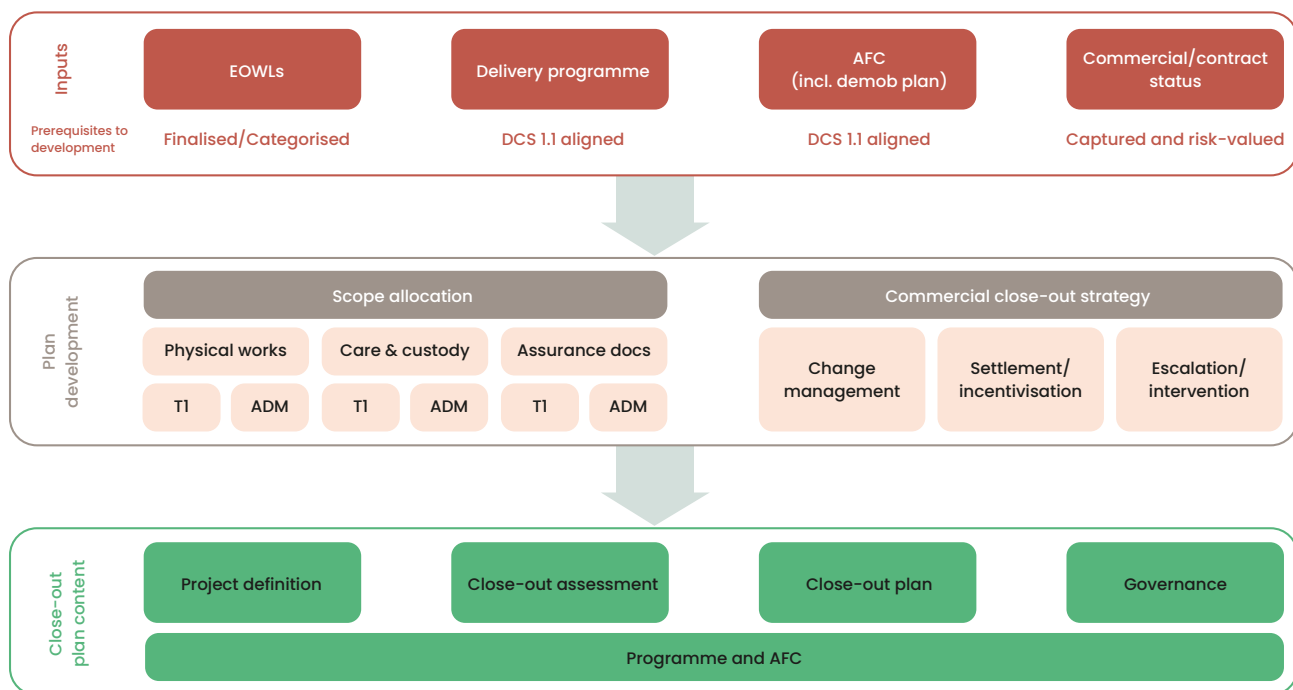 Inputs
EOWLs
Delivery programme
AFC
(incl. demob plan)
Commercial/contract
status
Prerequisites to
development
Finalised/Categorised
DCS 1.1 aligned
DCS 1.1 aligned
Captured and risk-valued
Plan
development
Scope allocation
Commercial close-out strategy
Physical works
Care & custody
Assurance docs
Change
management
Settlement/
incentivisation
Escalation/
intervention
T1
ADM
T1
ADM
T1
ADM
Close-out
plan content
Project definition
Close-out assessment
Close-out plan
Governance
Programme and AFC